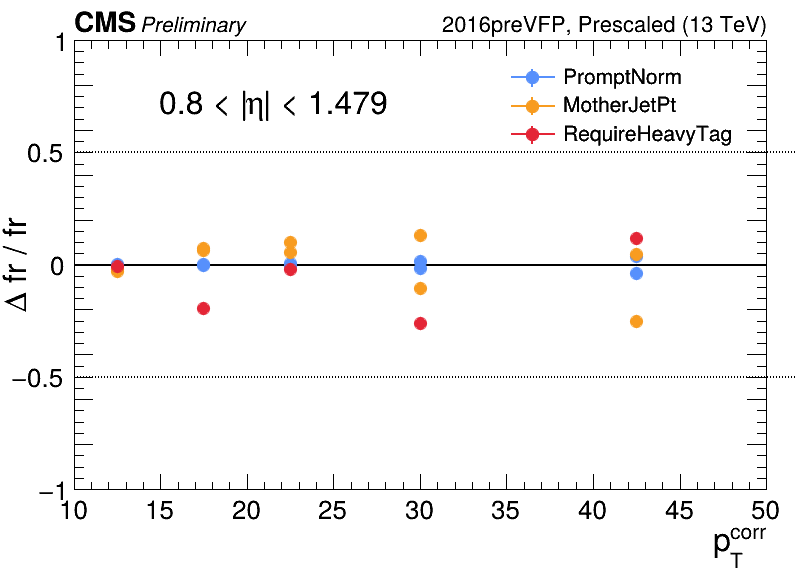 CMS Preliminary 2016preVFP, Prescaled (13 TeV)
0.8 < |η| < 1.479
PromptNorm
MotherJetPt
RequireHeavyTag
Δ fr / fr
1
0.5
0
−0.5
−1
10 15 20 25 30 35 40 45 50
p_T^corr